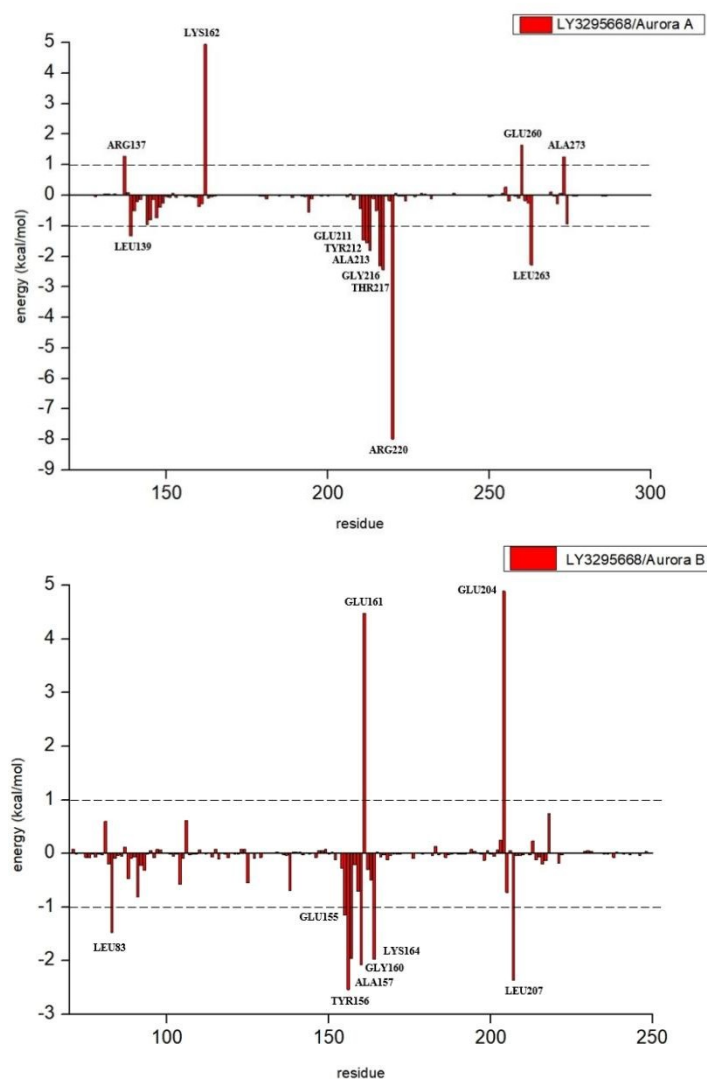 LY3295668/Aurora A
energy (kcal/mol)
5
4
3
2
1
0
-1
-2
-3
-4
-5
-6
-7
-8
-9
LYS162
ARG137
GLU260
ALA273
LEU139
GLU211
TYR212
ALA213
GLY216
THR217
LEU263
ARG220
150
200
250
300
residue
LY3295668/Aurora B
energy (kcal/mol)
5
4
3
2
1
0
-1
-2
-3
GLU204
GLU161
GLU155
LEU83
LYS164
GLY160
ALA157
TYR156
LEU207
100
150
200
250
residue